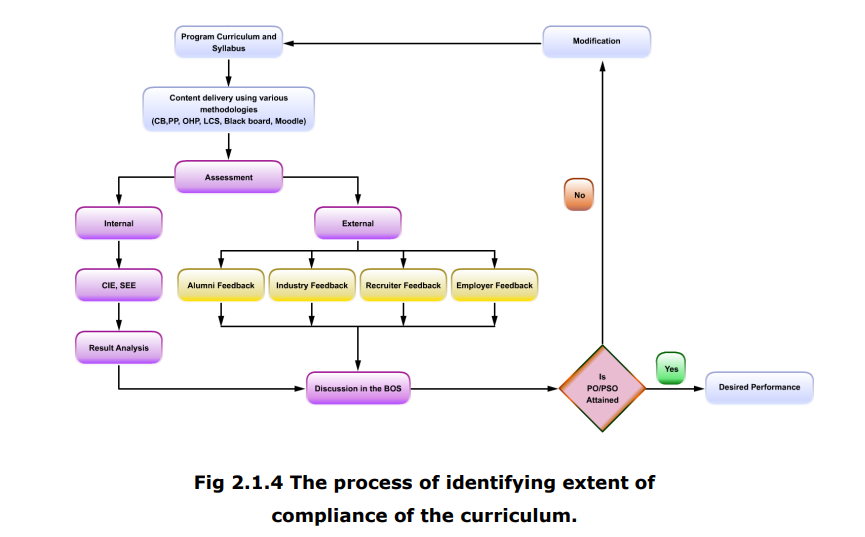 Program Curriculum and
Syllabus
Modification
Content delivery using various
methodologies
(CB,PP, OHP, LCS, Black board, Moodle)
Assessment
No
Internal
External
CIE, SEE
Alumni Feedback
Industry Feedback
Recruiter Feedback
Employer Feedback
Result Analysis
Discussion in the BOS
Is
PO/PSO
Attained
Yes
Desired Performance
Fig 2.1.4 The process of identifying extent of
compliance of the curriculum.